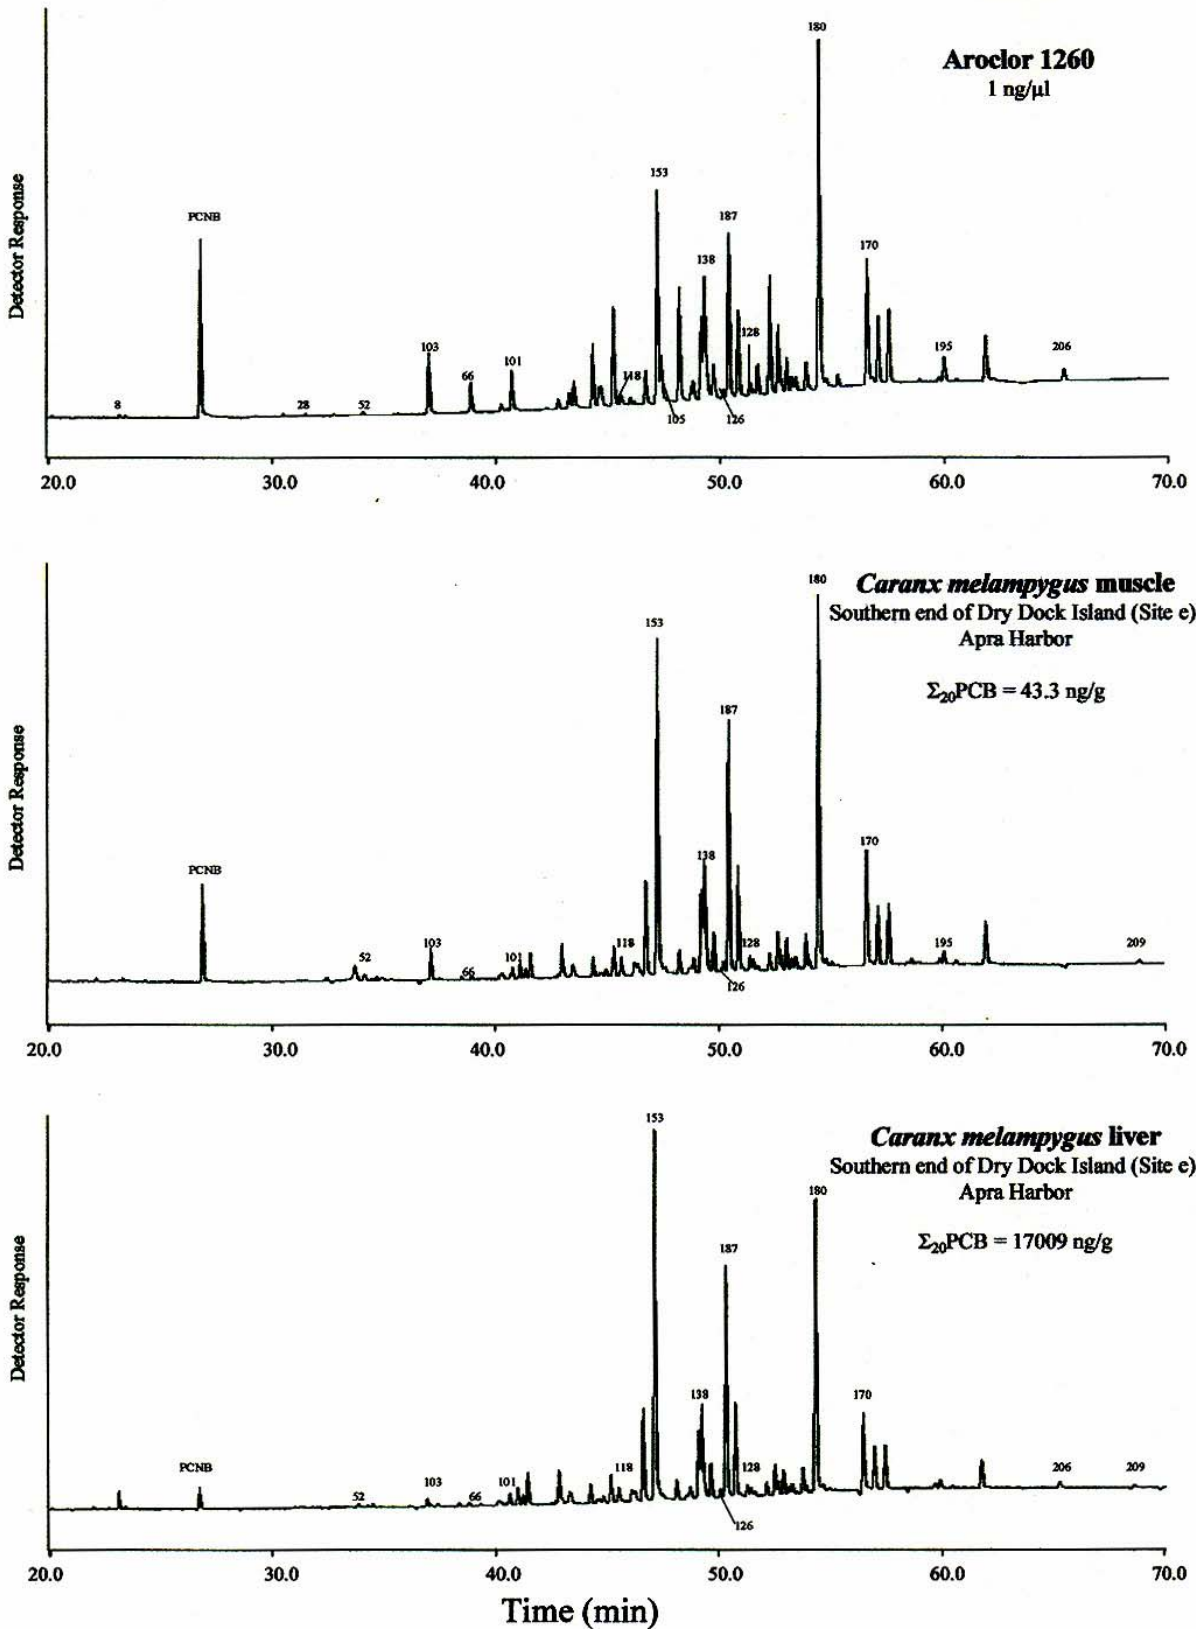 Aroclor 1260
1 ng/µl
Detector Response
8
PCNB
28
52
103
66
101
118
153
105
138
187
126
128
180
170
195
206
20.0 30.0 40.0 50.0 60.0 70.0
Caranx melampygus muscle
Southern end of Dry Dock Island (Site e)
Apra Harbor
Σ20PCB = 43.3 ng/g
Detector Response
PCNB
52
103
66
101
118
153
138
187
126
128
180
170
195
209
20.0 30.0 40.0 50.0 60.0 70.0
Caranx melampygus liver
Southern end of Dry Dock Island (Site e)
Apra Harbor
Σ20PCB = 17009 ng/g
Detector Response
PCNB
52
103
66
101
118
153
138
187
126
128
180
170
206
209
20.0 30.0 40.0 50.0 60.0 70.0
Time (min)